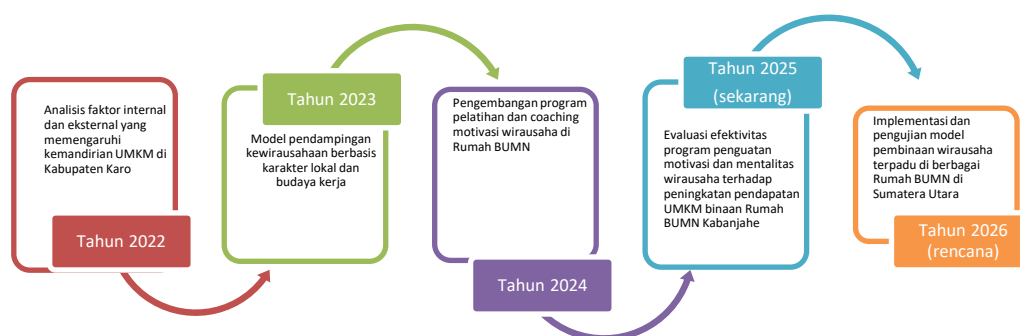 Analisis faktor internal
dan eksternal yang
memengaruhi
kemandirian UMKM di
Kabupaten Karo
Tahun 2022
Tahun 2023
Model pendampingan
kewirausahaan berbasis
karakter lokal dan
budaya kerja
Pengembangan program
pelatihan dan coaching
motivasi wirausaha di
Rumah BUMN
Tahun 2024
Tahun 2025
(sekarang)
Evaluasi efektivitas
program penguatan
motivasi dan mentalitas
wirausaha terhadap
peningkatan pendapatan
UMKM binaan Rumah
BUMN Kabanjahe
Implementasi dan
pengujian model
pembinaan wirausaha
terpadu di berbagai
Rumah BUMN di
Sumatera Utara
Tahun 2026
(rencana)